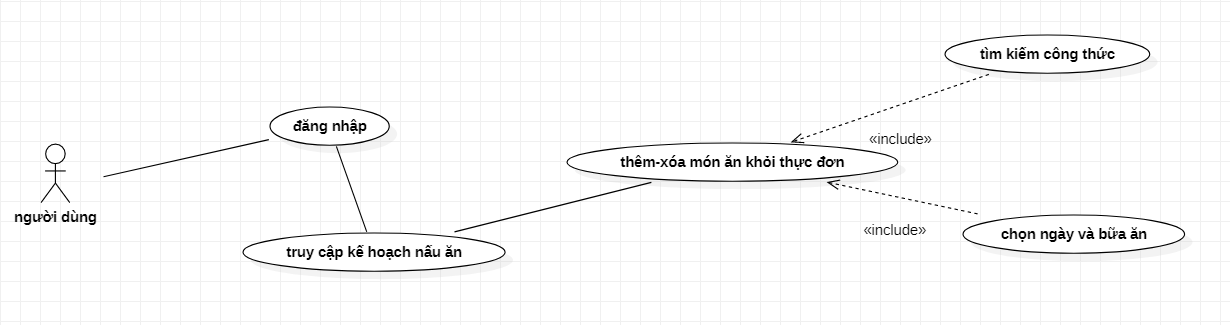 tìm kiếm công thức
đăng nhập
«include»
thêm-xóa món ăn khỏi thực đơn
người dùng
«include»
chọn ngày và bữa ăn
truy cập kế hoạch nấu ăn